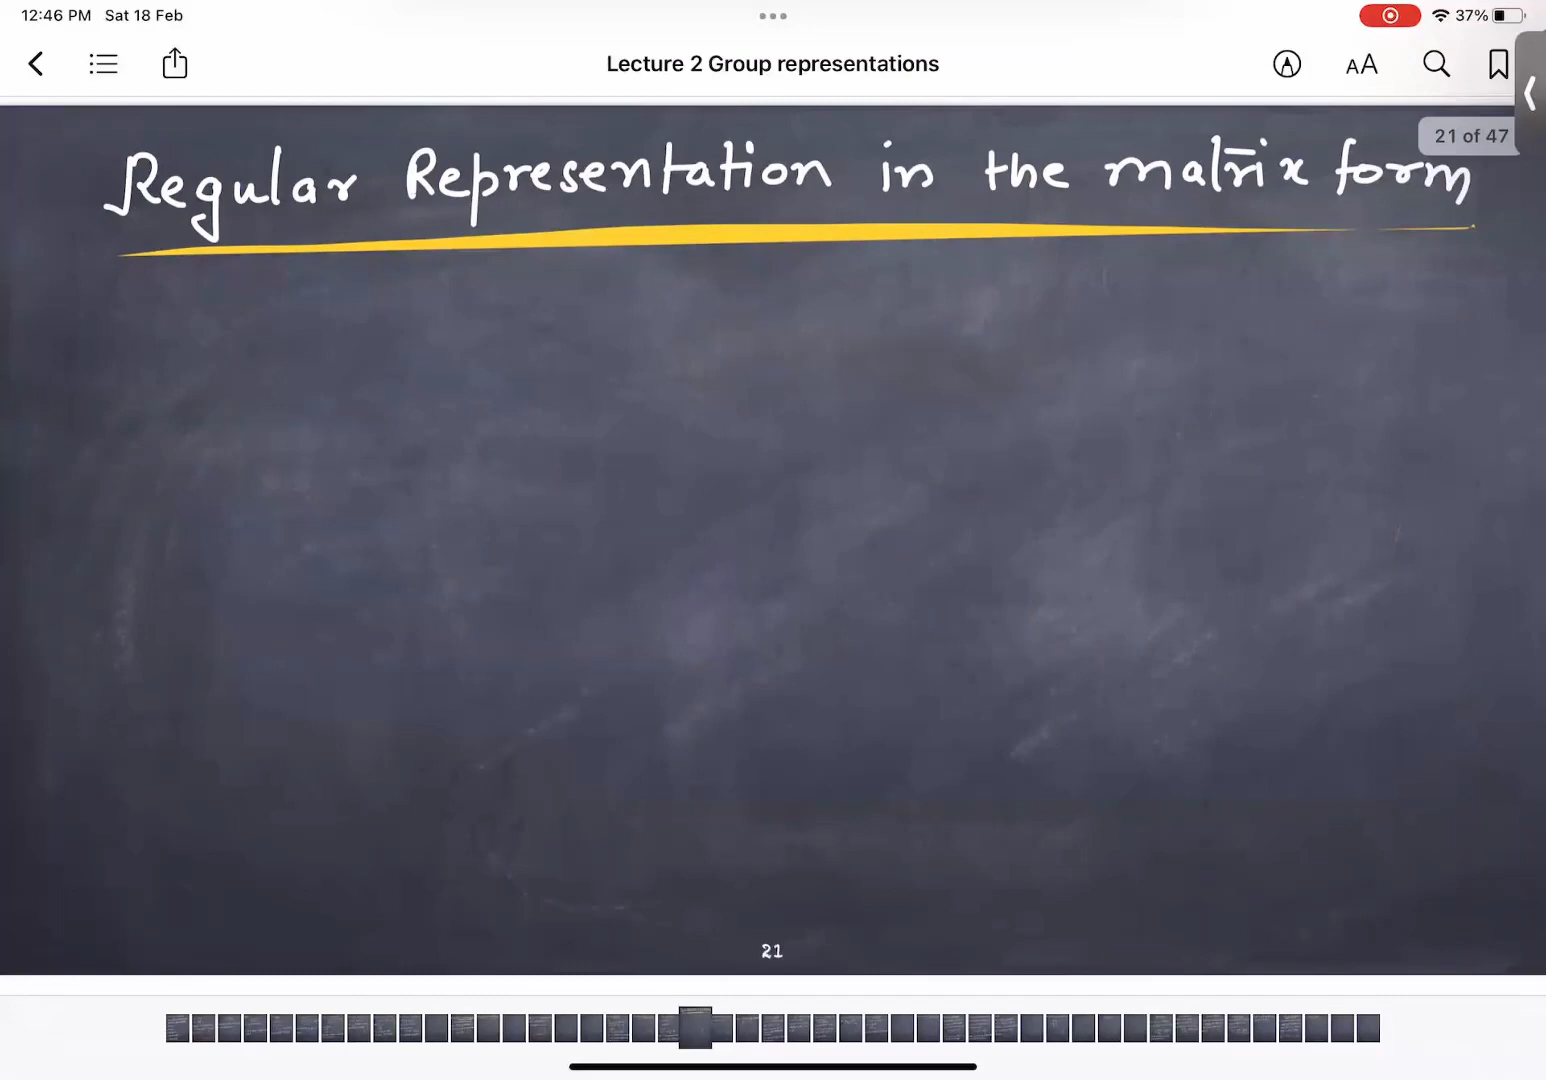 12:46 PM Sat 18 Feb
37%
Lecture 2 Group representations
AA
21 of 47
Regular Representation in the matrix form
21